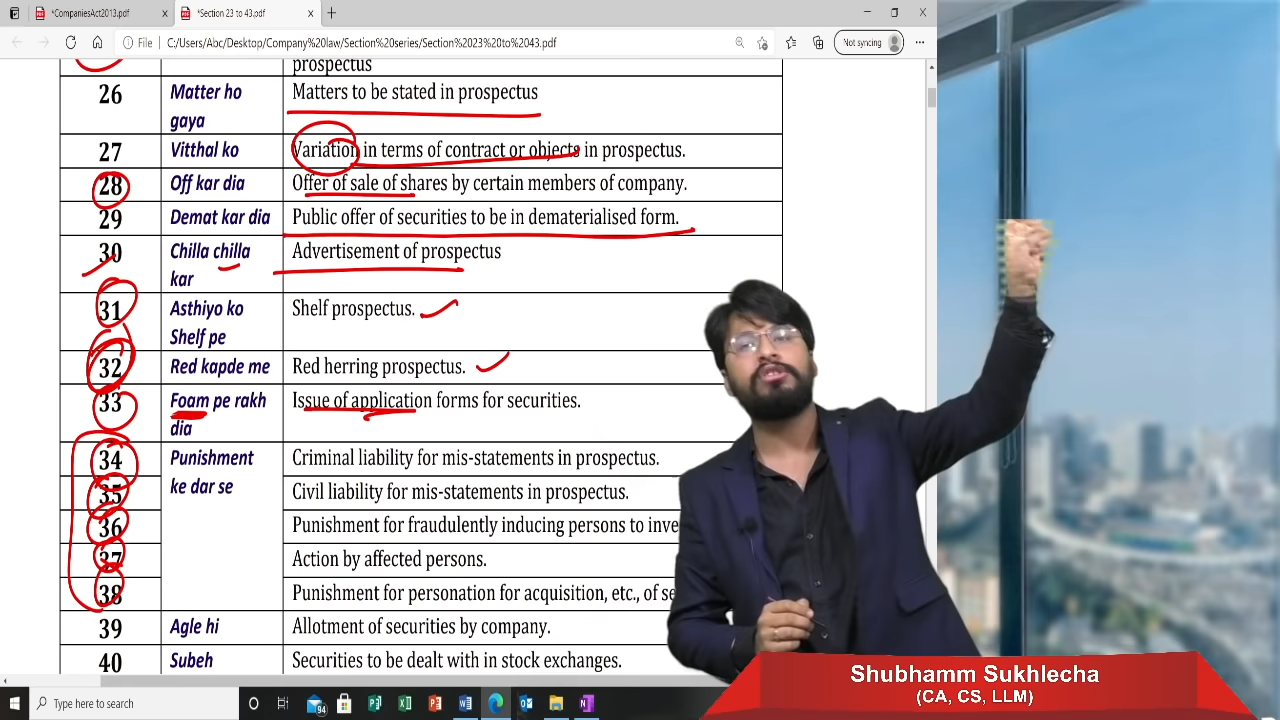 *CompaniesAct2013.pdf
*Section 23 to 43.pdf
File C:/Users/Abc/Desktop/Company%20law/Section%20series/Section%2023%20to%2043.pdf Not syncing
prospectus
26 Matter ho gaya Matters to be stated in prospectus
27 Vitthal ko Variation in terms of contract or objects in prospectus.
28 Off kar dia Offer of sale of shares by certain members of company.
29 Demat kar dia Public offer of securities to be in dematerialised form.
30 Chilla chilla kar Advertisement of prospectus
31 Asthiyo ko Shelf pe Shelf prospectus.
32 Red kapde me Red herring prospectus.
33 Foam pe rakh dia Issue of application forms for securities.
34 Punishment ke dar se Criminal liability for mis-statements in prospectus.
35 Civil liability for mis-statements in prospectus.
36 Punishment for fraudulently inducing persons to inve
37 Action by affected persons.
38 Punishment for personation for acquisition, etc., of se
39 Agle hi Allotment of securities by company.
40 Subeh Securities to be dealt with in stock exchanges.
Shubhamm Sukhlecha
(CA, CS, LLM)
Type here to search
94